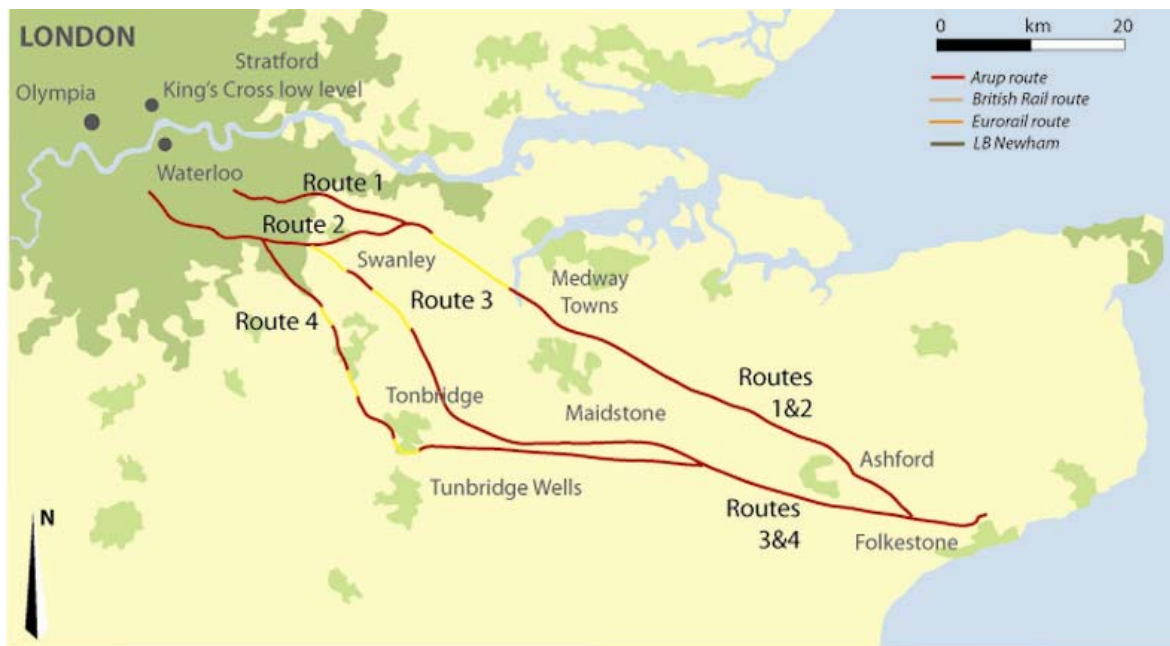 LONDON
Stratford
Olympia
King's Cross low level
Waterloo
Route 1
Route 2
Swanley
Route 3
Medway
Towns
Route 4
Tonbridge
Maidstone
Routes
1&2
Ashford
Tunbridge Wells
Routes
3&4
Folkestone
N
0 km 20
Arup route
British Rail route
Eurorail route
LB Newham